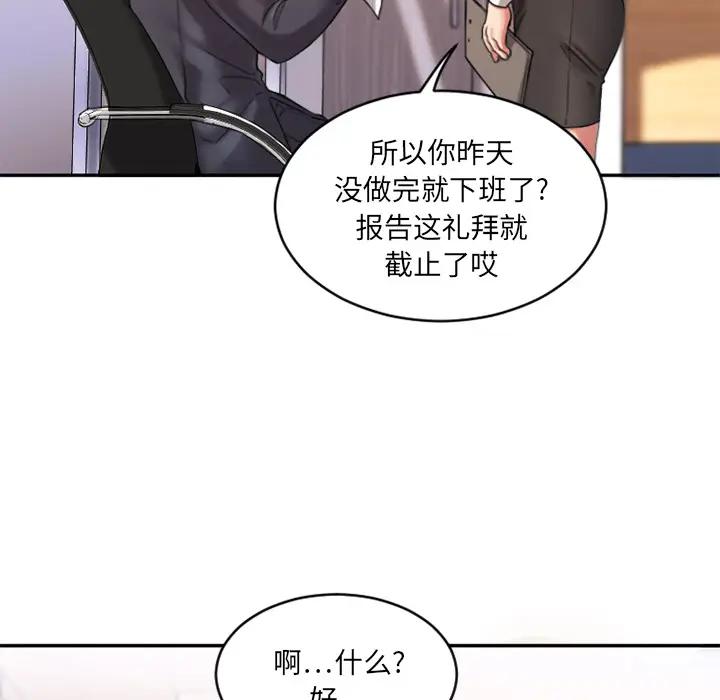 所以你昨天
没做完就下班了?
报告这礼拜就
截止了哎
啊...什么?
好